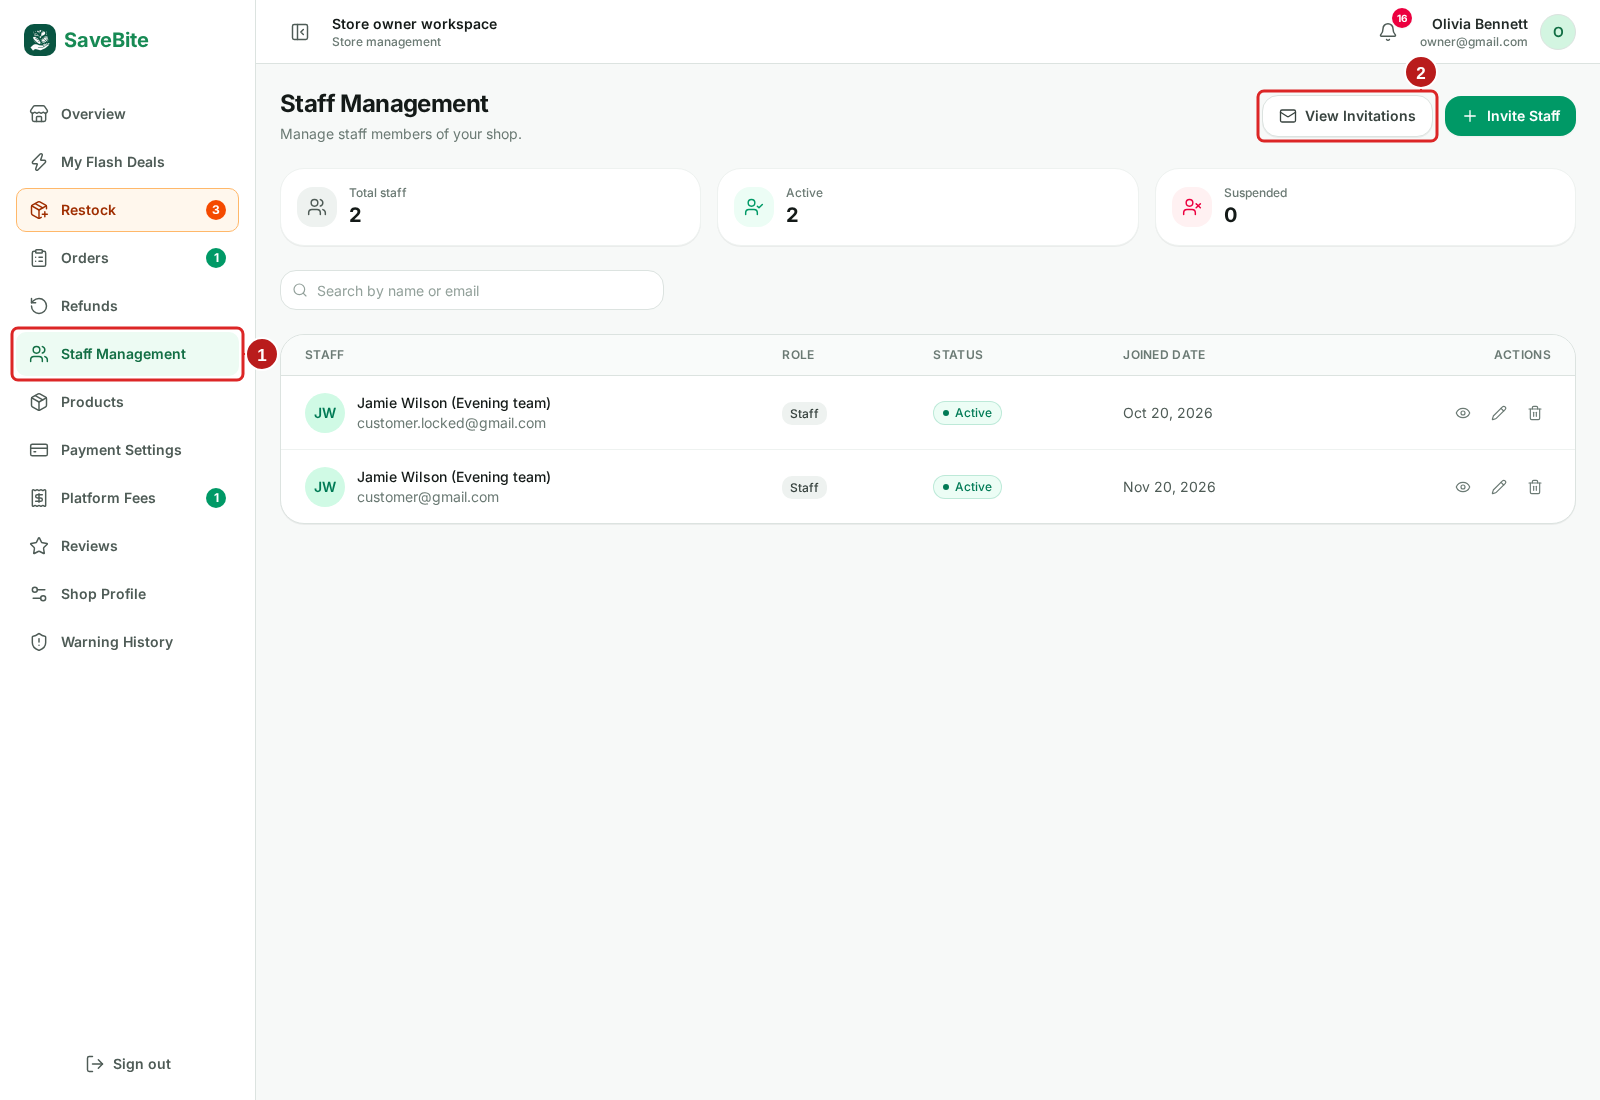 SaveBite
Store owner workspace
Store management
16
Olivia Bennett
owner@gmail.com
O
Overview
My Flash Deals
Restock
3
Orders
1
Refunds
Staff Management
1
Products
Payment Settings
Platform Fees
1
Reviews
Shop Profile
Warning History
Sign out
Staff Management
Manage staff members of your shop.
2
View Invitations
Invite Staff
Total staff
2
Active
2
Suspended
0
Search by name or email
STAFF ROLE STATUS JOINED DATE ACTIONS
JW
Jamie Wilson (Evening team)
customer.locked@gmail.com
Staff
Active
Oct 20, 2026
JW
Jamie Wilson (Evening team)
customer@gmail.com
Staff
Active
Nov 20, 2026